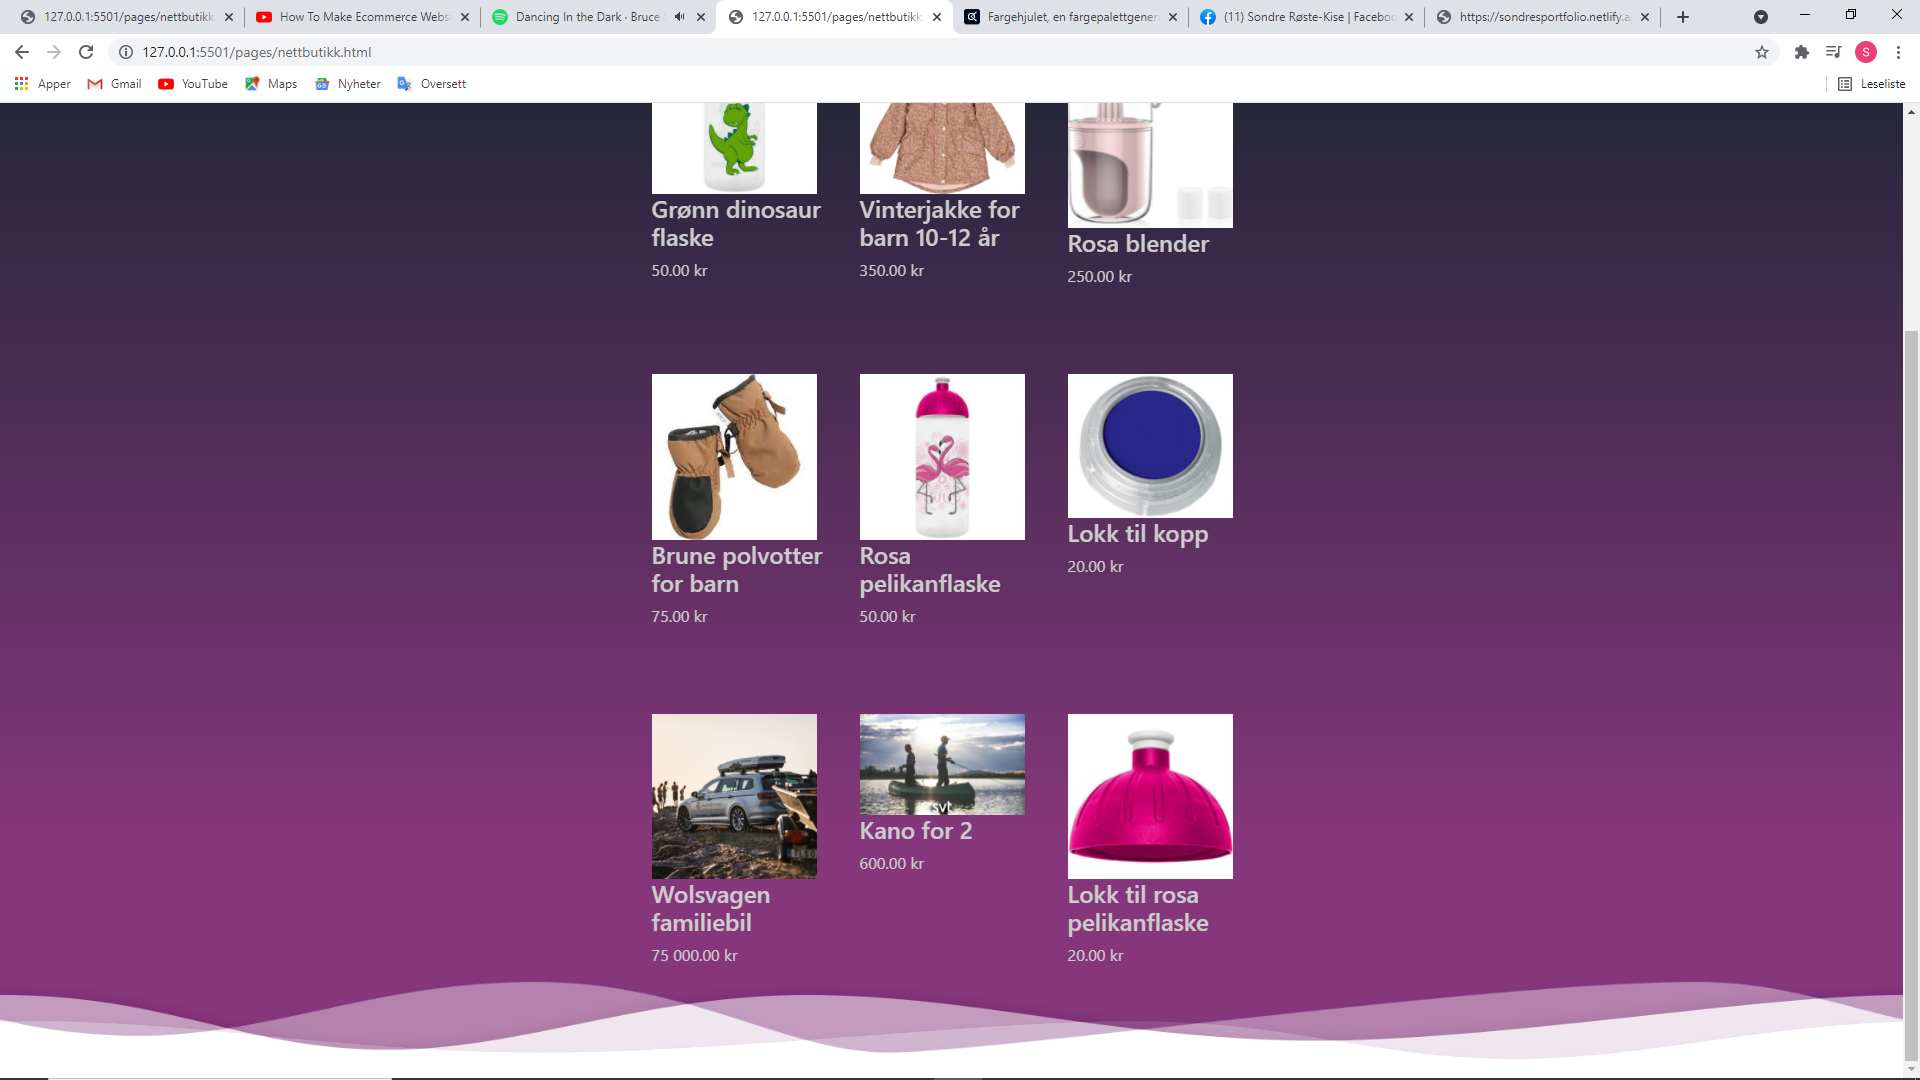 127.0.0.1:5501/pages/nettbutikk.
How To Make Ecommerce Webs
Dancing In the Dark · Bruce S
127.0.0.1:5501/pages/nettbutikk
Fargehjulet, en fargepalettgener
(11) Sondre Røste-Kise | Faceboo
https://sondresportfolio.netlify.a
127.0.0.1:5501/pages/nettbutikk.html
S
Apper
Gmail
YouTube
Maps
Nyheter
Oversett
Leseliste
Grønn dinosaur
flaske
50.00 kr
Vinterjakke for
barn 10-12 år
350.00 kr
Rosa blender
250.00 kr
Brune polvotter
for barn
75.00 kr
Rosa
pelikanflaske
50.00 kr
Lokk til kopp
20.00 kr
Wolsvagen
familiebil
75 000.00 kr
svt
Kano for 2
600.00 kr
Lokk til rosa
pelikanflaske
20.00 kr